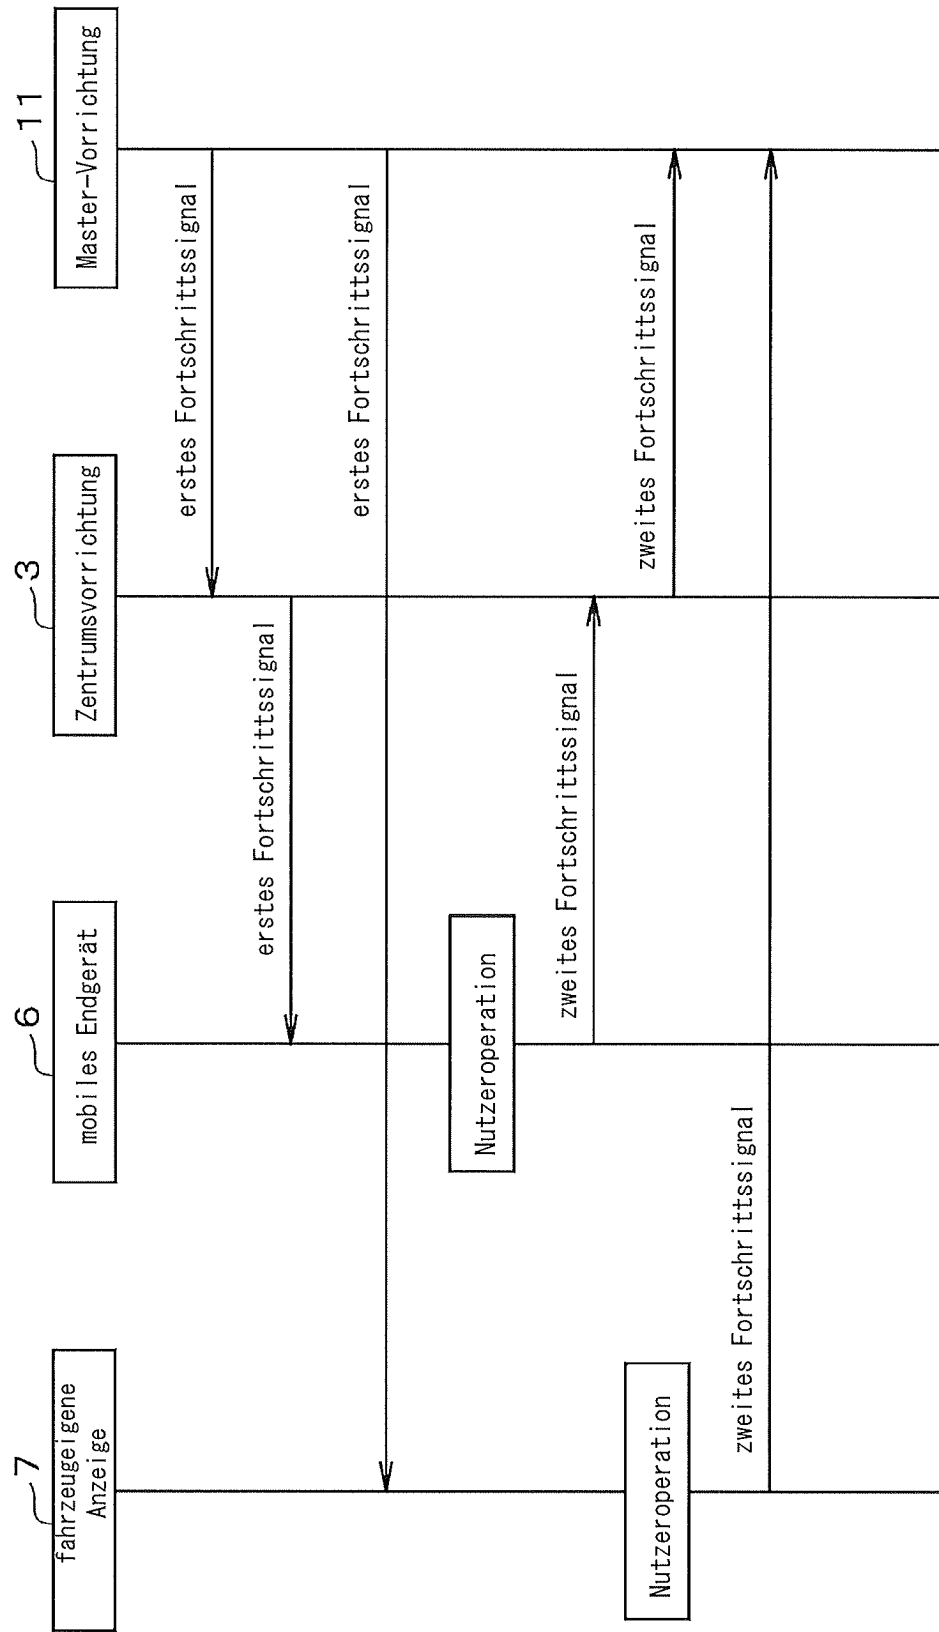 7
fahrzeugeigene
Anzeige
6
mobiles Endgerät
3
Zentrumsvorrichtung
11
Master-Vorrichtung
erstes Fortschrittssignal
erstes Fortschrittssignal
erstes Fortschrittssignal
Nutzeroperation
zweites Fortschrittssignal
Nutzeroperation
zweites Fortschrittssignal
zweites Fortschrittssignal